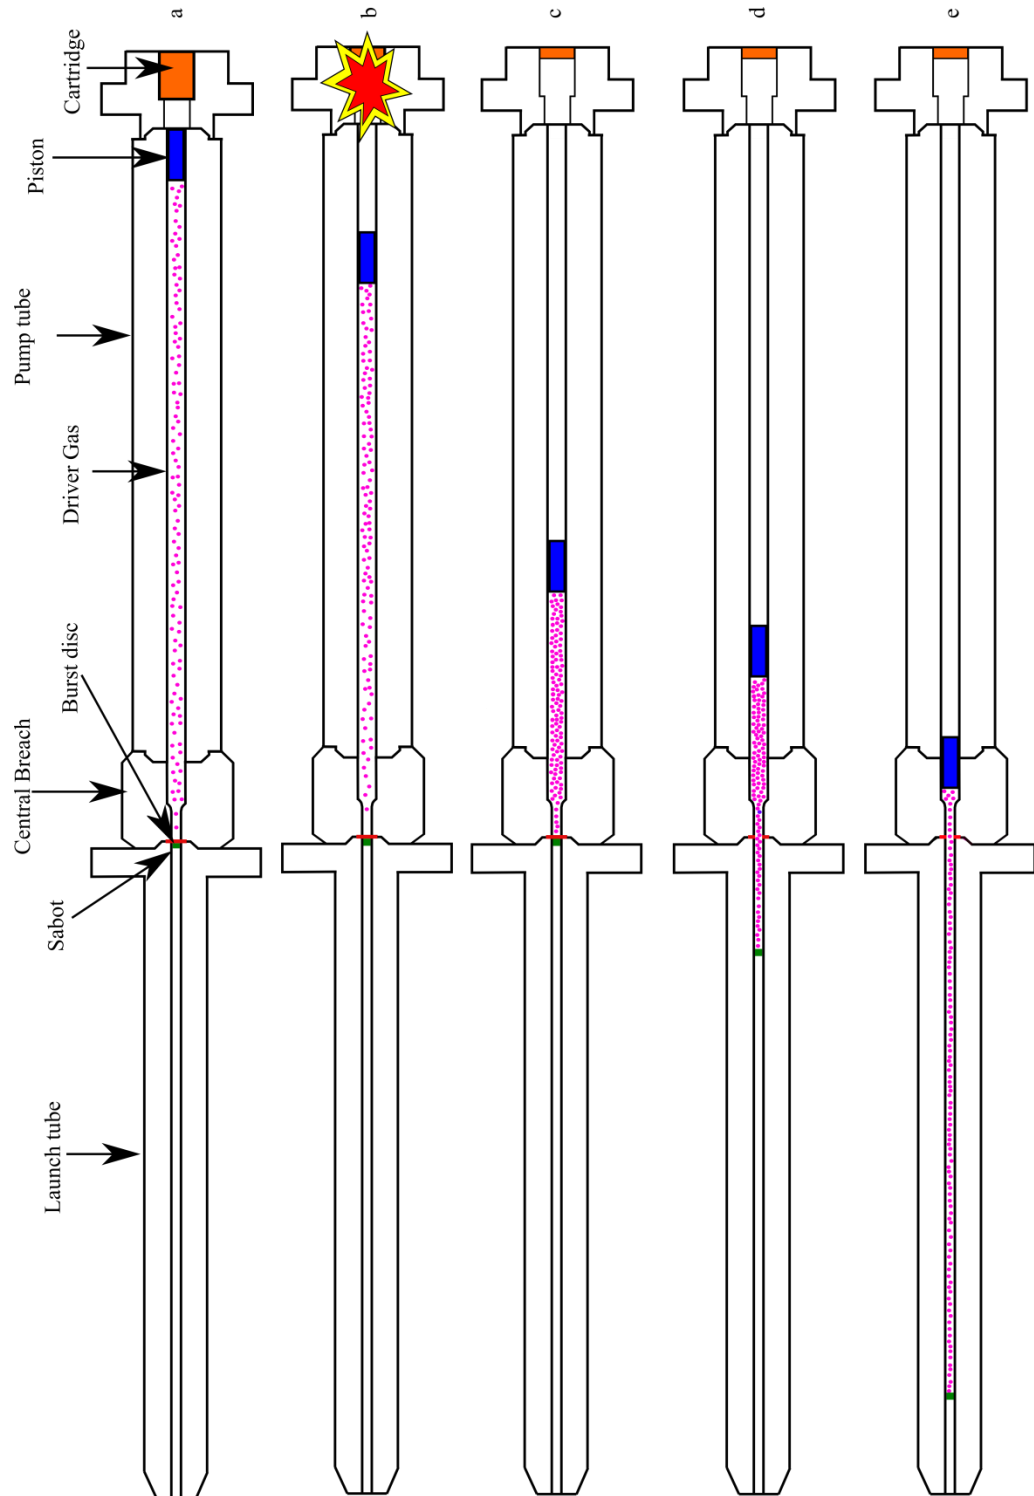 a
b
c
d
e
Cartridge
Piston
Pump tube
Driver Gas
Burst disc
Central Breach
Sabot
Launch tube